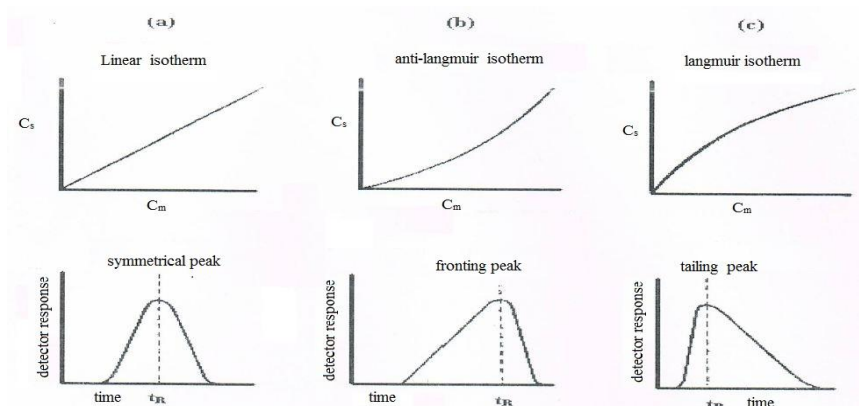 (a)
Linear isotherm
Cs
Cm
symmetrical peak
detector response
time
tR
(b)
anti-langmuir isotherm
Cs
Cm
fronting peak
detector response
time
tR
(c)
langmuir isotherm
Cs
Cm
tailing peak
detector response
tR
time